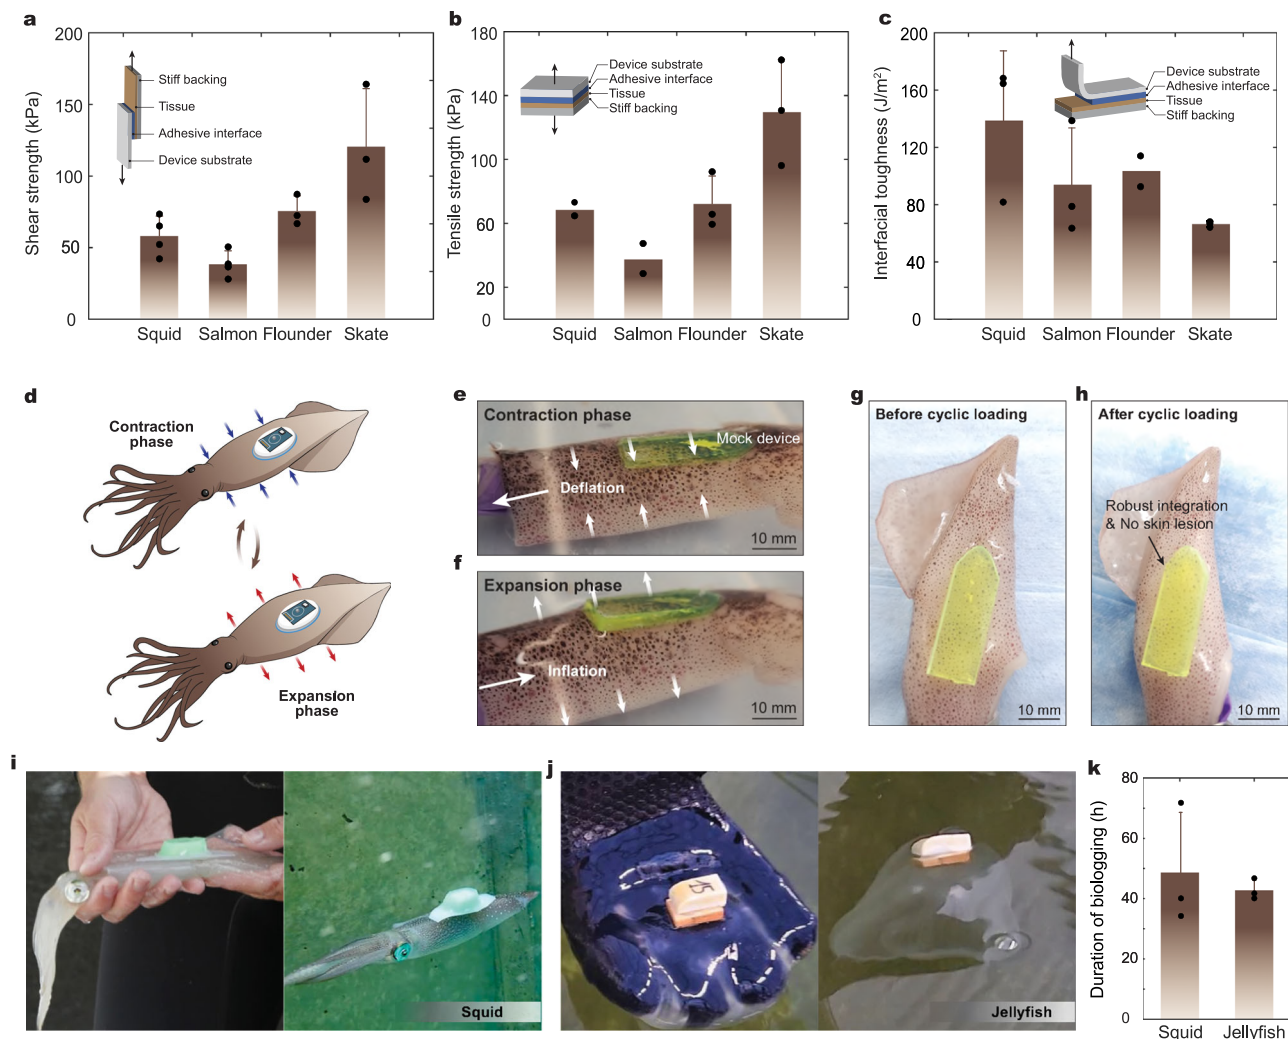 a
Shear strength (kPa)
200
150
100
50
0
Stiff backing
Tissue
Adhesive interface
Device substrate
Squid Salmon Flounder Skate
b
Tensile strength (kPa)
180
140
100
60
20
0
Device substrate
Adhesive interface
Tissue
Stiff backing
Squid Salmon Flounder Skate
c
Interfacial toughness (J/m²)
200
160
120
80
40
0
Device substrate
Adhesive interface
Tissue
Stiff backing
Squid Salmon Flounder Skate
d
Contraction
phase
Expansion
phase
e
Contraction phase
Mock device
Deflation
10 mm
f
Expansion phase
Inflation
10 mm
g
Before cyclic loading
10 mm
h
After cyclic loading
Robust integration
& No skin lesion
10 mm
i
Squid
j
15
Jellyfish
k
Duration of biologging (h)
80
60
40
20
0
Squid Jellyfish